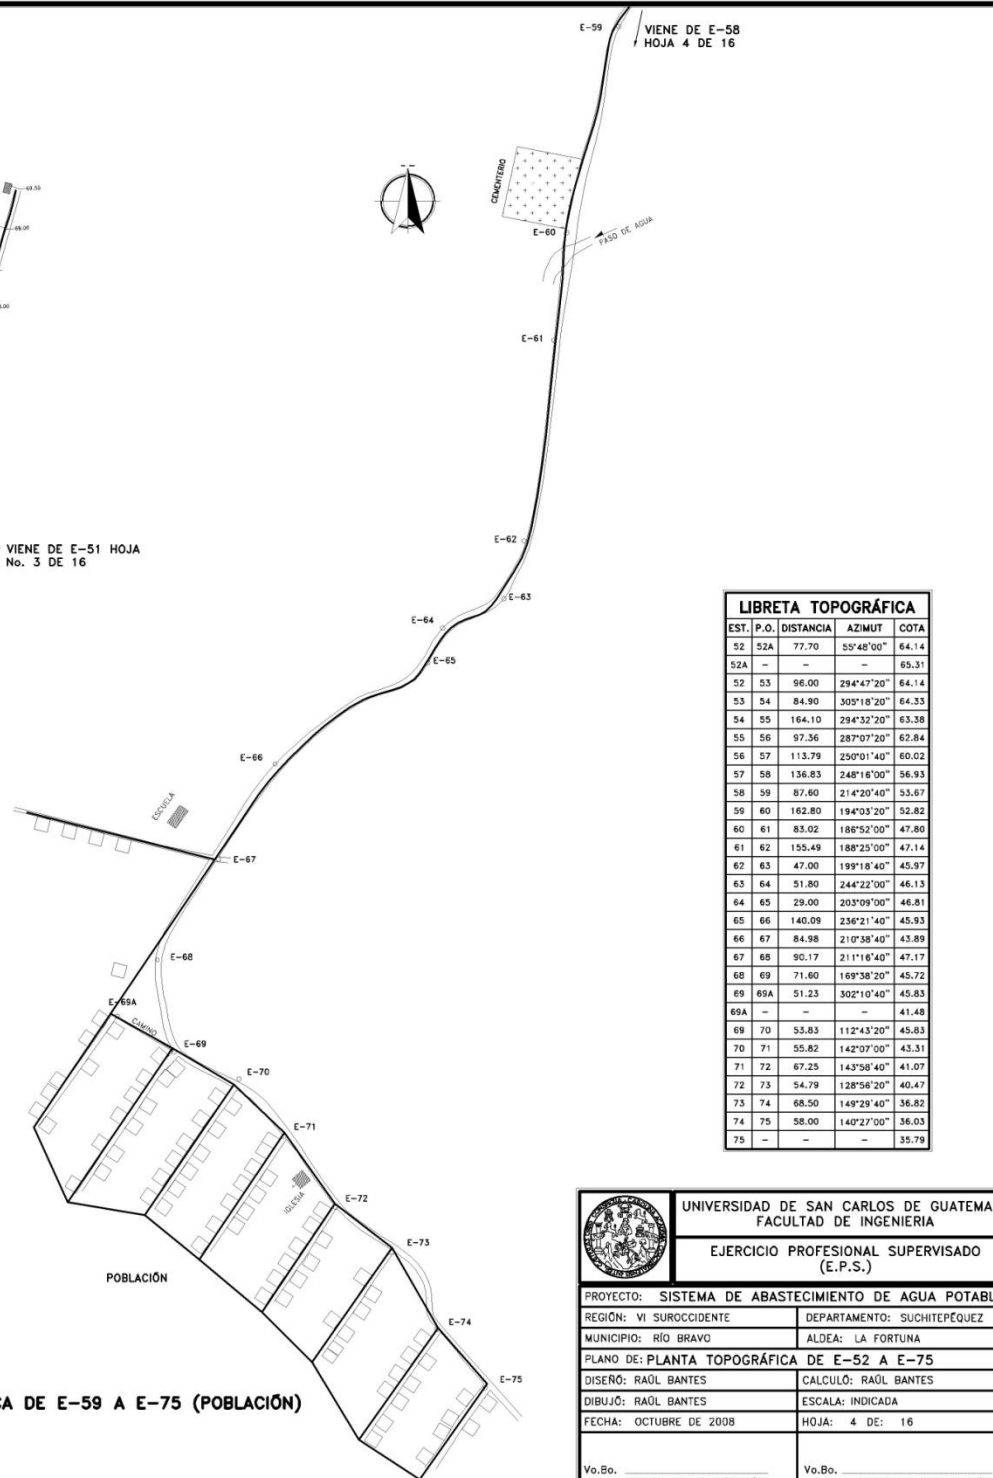 E-59
VIENE DE E-58
HOJA 4 DE 16
CEMENTERIO
69.59
69.00
E-60
PASO DE AGUA
E-61
E-62
VIENE DE E-51 HOJA
No. 3 DE 16
E-63
E-64
E-65
E-66
ESCUELA
E-67
E-68
E-69A
CAMINO
E-69
E-70
E-71
IGLESIA
E-72
E-73
POBLACIÓN
E-74
E-75
CA DE E-59 A E-75 (POBLACIÓN)
LIBRETA TOPOGRÁFICA
EST. P.O. DISTANCIA AZIMUT COTA
52 52A 77.70 55°48'00" 64.14
52A - - - 65.31
52 53 96.00 294°47'20" 64.14
53 54 84.90 305°18'20" 64.33
54 55 164.10 294°32'20" 63.38
55 56 97.36 287°07'20" 62.84
56 57 113.79 250°01'40" 60.02
57 58 136.83 248°16'00" 56.93
58 59 87.60 214°20'40" 53.67
59 60 162.80 194°03'20" 52.82
60 61 83.02 186°52'00" 47.80
61 62 155.49 188°25'00" 47.14
62 63 47.00 199°18'40" 45.97
63 64 51.80 244°22'00" 46.13
64 65 29.00 203°09'00" 46.81
65 66 140.09 236°21'40" 45.93
66 67 84.98 210°38'40" 43.89
67 68 90.17 211°16'40" 47.17
68 69 71.60 169°38'20" 45.72
69 69A 51.23 302°10'40" 45.83
69A - - - 41.48
69 70 53.83 112°43'20" 45.83
70 71 55.82 142°07'00" 43.31
71 72 67.25 143°58'40" 41.07
72 73 54.79 128°56'20" 40.47
73 74 68.50 149°29'40" 36.82
74 75 58.00 140°27'00" 36.03
75 - - - 35.79
UNIVERSIDAD DE SAN CARLOS DE GUATEMA
FACULTAD DE INGENIERIA
EJERCICIO PROFESIONAL SUPERVISADO
(E.P.S.)
PROYECTO: SISTEMA DE ABASTECIMIENTO DE AGUA POTABL
REGIÓN: VI SUROCCIDENTE DEPARTAMENTO: SUCHITEPÉQUEZ
MUNICIPIO: RÍO BRAVO ALDEA: LA FORTUNA
PLANO DE: PLANTA TOPOGRÁFICA DE E-52 A E-75
DISEÑO: RAÚL BANTES CALCULÓ: RAÚL BANTES
DIBUJÓ: RAÚL BANTES ESCALA: INDICADA
FECHA: OCTUBRE DE 2008 HOJA: 4 DE: 16
Vo.Bo. Vo.Bo.